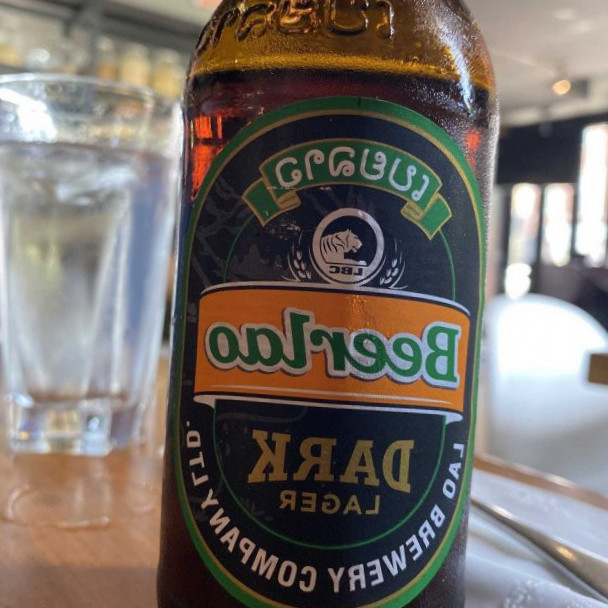 ເບຍລາວ
LBC
Beerlao
DARK
LAGER
LAO BREWERY COMPANY LTD.